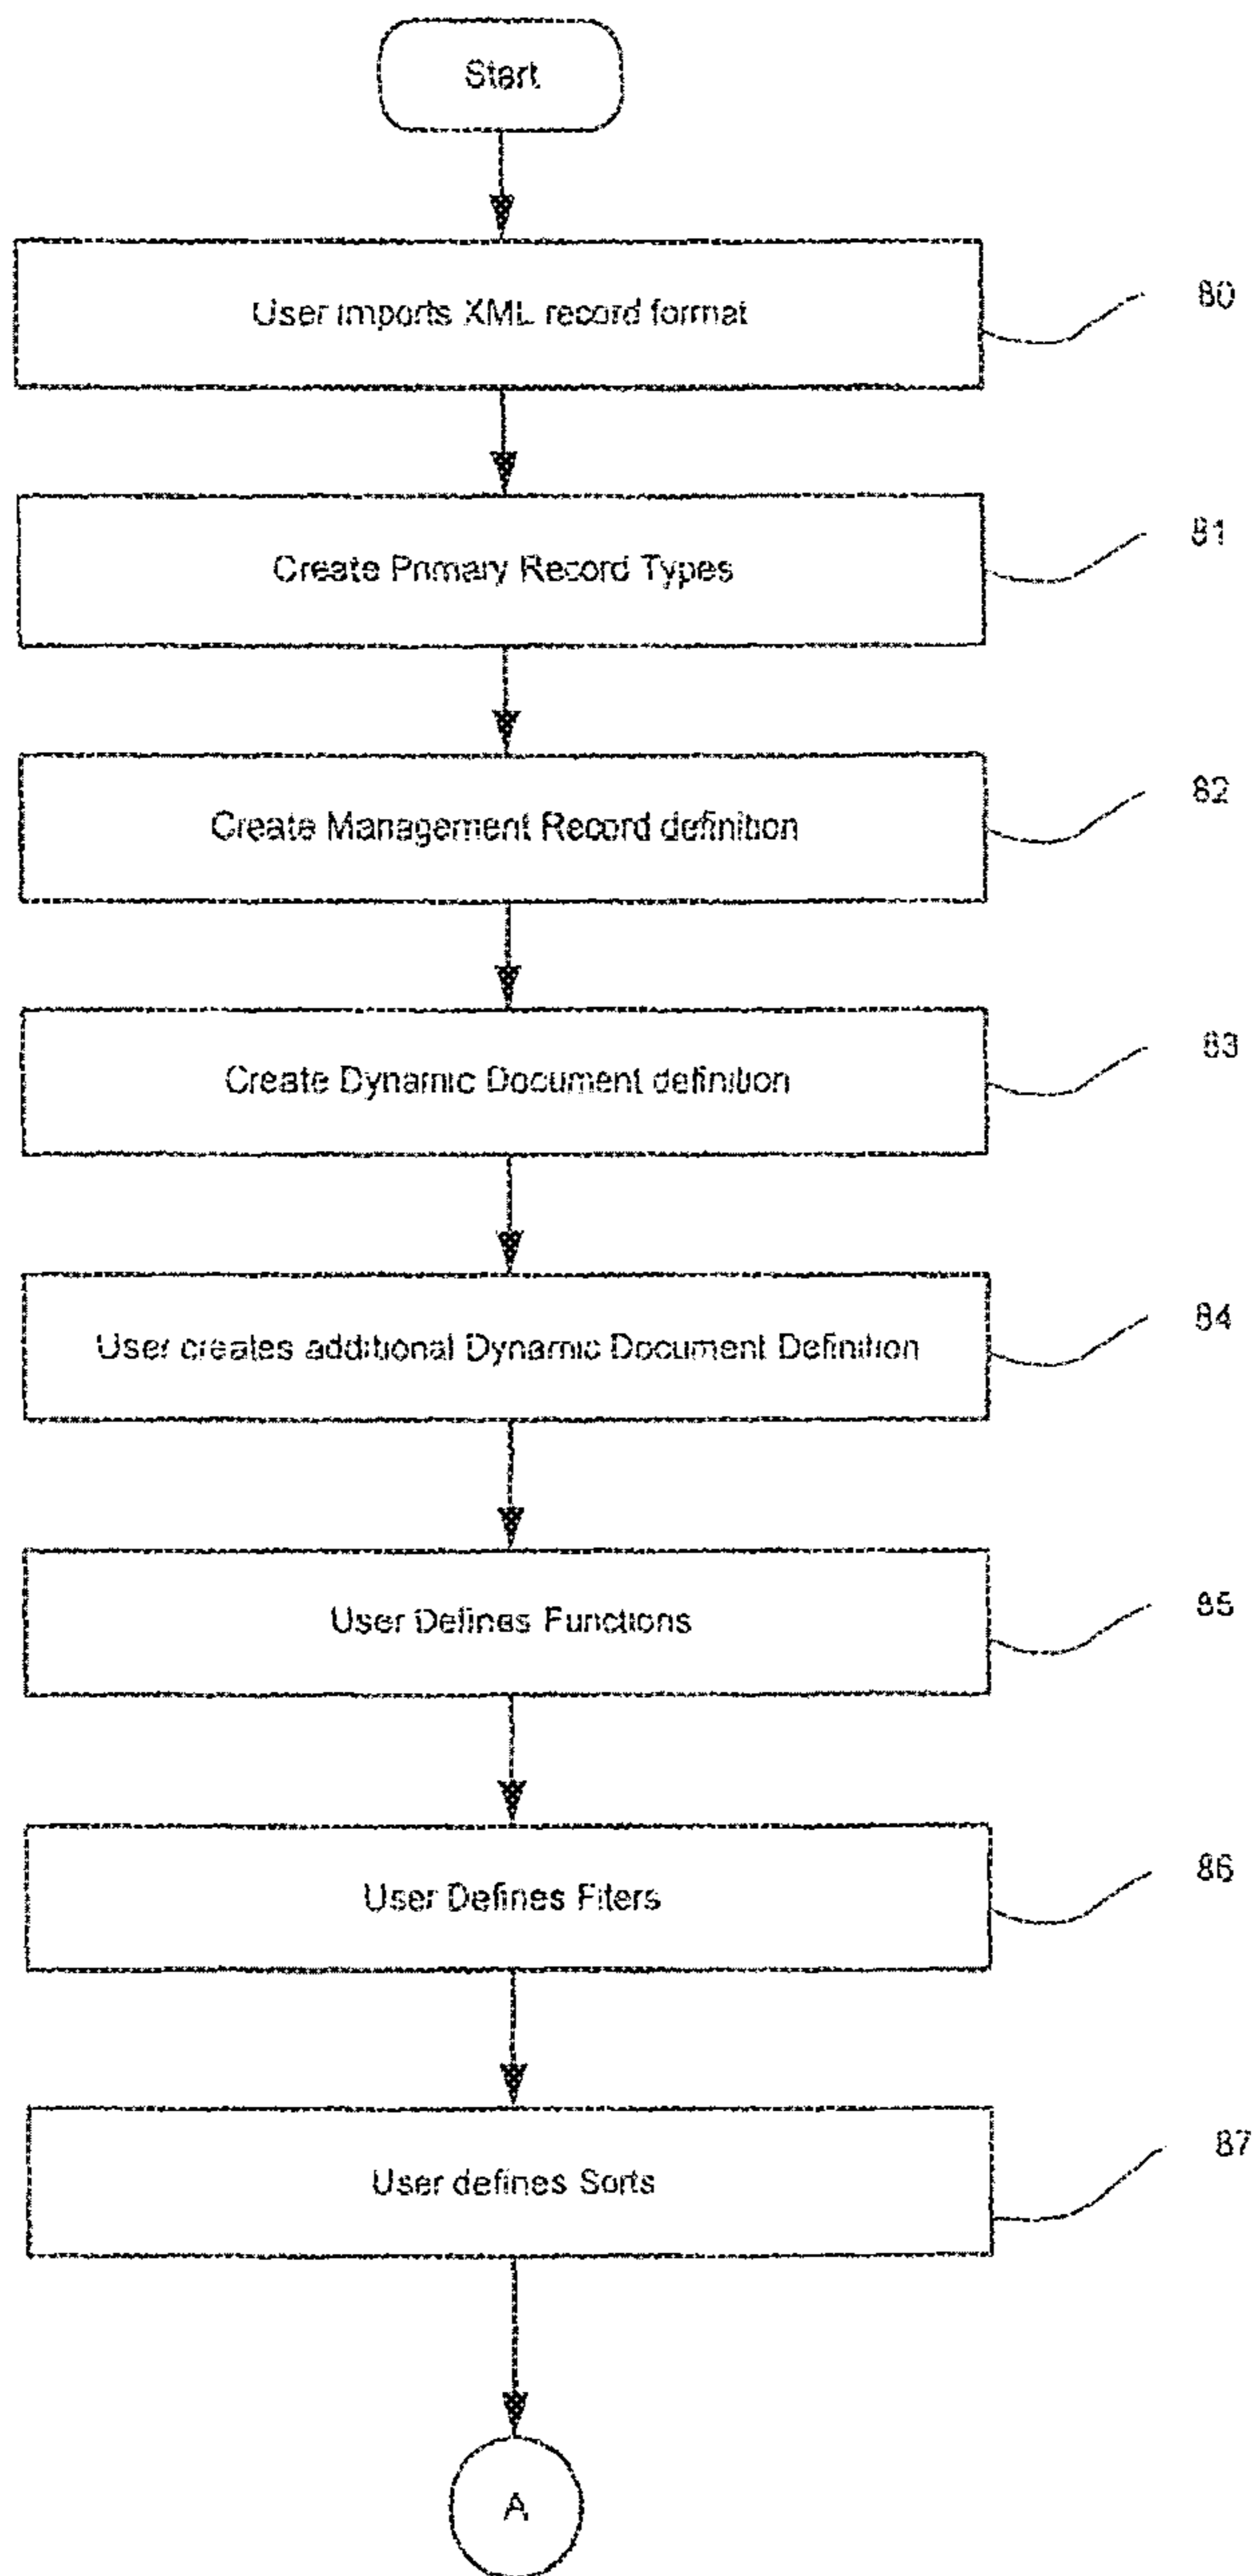 Start
User imports XML record format
80
Create Primary Record Types
81
Create Management Record definition
82
Create Dynamic Document definition
83
User creates additional Dynamic Document Definition
84
User Defines Functions
85
User Defines Fiters
86
User defines Sorts
87
A